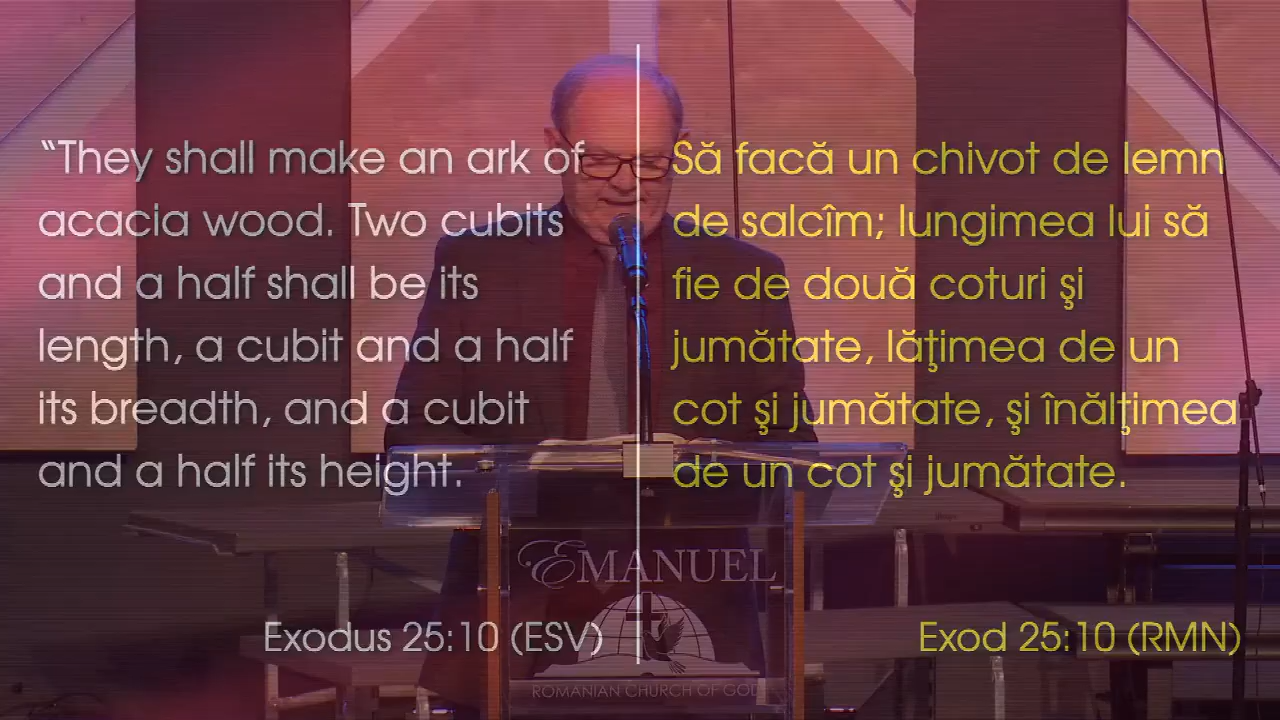 “They shall make an ark of
acacia wood. Two cubits
and a half shall be its
length, a cubit and a half
its breadth, and a cubit
and a half its height.
Exodus 25:10 (ESV)
Să facă un chivot de lemn
de salcîm; lungimea lui să
fie de două coturi şi
jumătate, lăţimea de un
cot şi jumătate, şi înălţimea
de un cot şi jumătate.
Exod 25:10 (RMN)
EMANUEL
ROMANIAN CHURCH OF GOD